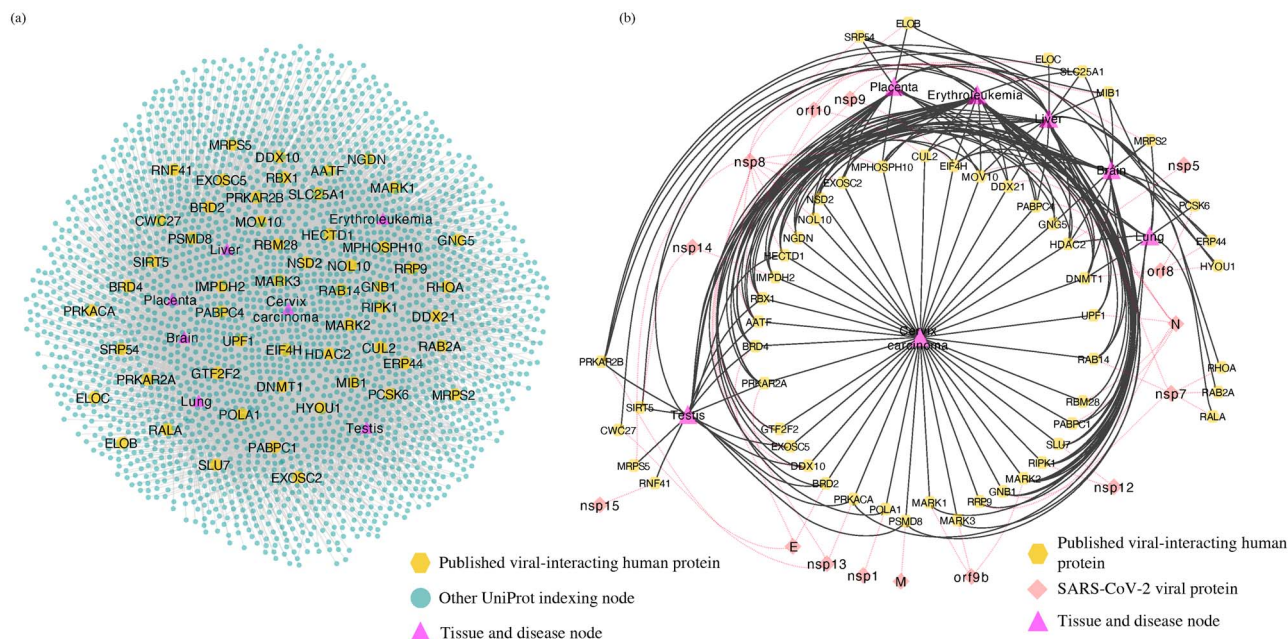 (a)
MRPS5
DDX10
NGDN
RNF41
RBX1
AATF
EXOSC5
PRKAR2B
SLC25A1
MARK1
BRD2
CWC27
MOV10
Erythroleukemia
PSMD8
HECTD1
Liver
RBM28
MPHOSPH10
GNG5
SIRT5
NSD2
NOL10
RRP9
BRD4
IMPDH2
MARK3
GNB1
RHOA
RAB14
Placenta
Cervix
carcinoma
RIPK1
PRKACA
PABPC4
DDX21
MARK2
Brain
UPF1
SRP54
EIF4H
HDAC2
CUL2
RAB2A
ERP44
GTF2F2
PRKAR2A
DNMT1
MIB1
PCSK6
MRPS2
ELOC
Lung
HYOU1
POLA1
RALA
Testis
ELOB
PABPC1
SLU7
EXOSC2
Published viral-interacting human protein
Other UniProt indexing node
Tissue and disease node
(b)
ELOB
SRP54
ELOC
SLC25A1
Placenta
Erythroleukemia
MIB1
nsp9
orf10
Liver
MRPS2
nsp8
CUL2
nsp5
MPHOSPH10
EIF4H
MOV10
Brain
EXOSC2
DDX21
NSD2
PABPC4
PCSK6
NOL10
GNG5
NGDN
Lung
ERP44
nsp14
HDAC2
HECTD1
orf8
HYOU1
IMPDH2
DNMT1
RBX1
UPF1
AATF
N
Cervix
carcinoma
BRD4
PRKAR2B
RAB14
RHOA
PRKAR2A
nsp7
RAB2A
SIRT5
Testis
RBM28
RALA
CWC27
GTF2F2
PABPC1
EXOSC5
SLU7
MRPS5
DDX10
RIPK1
RNF41
BRD2
MARK2
nsp12
GNB1
PRKACA
MARK1
RRP9
nsp15
POLA1
PSMD8
MARK3
E
nsp13
nsp1
M
orf9b
Published viral-interacting human
protein
SARS-CoV-2 viral protein
Tissue and disease node